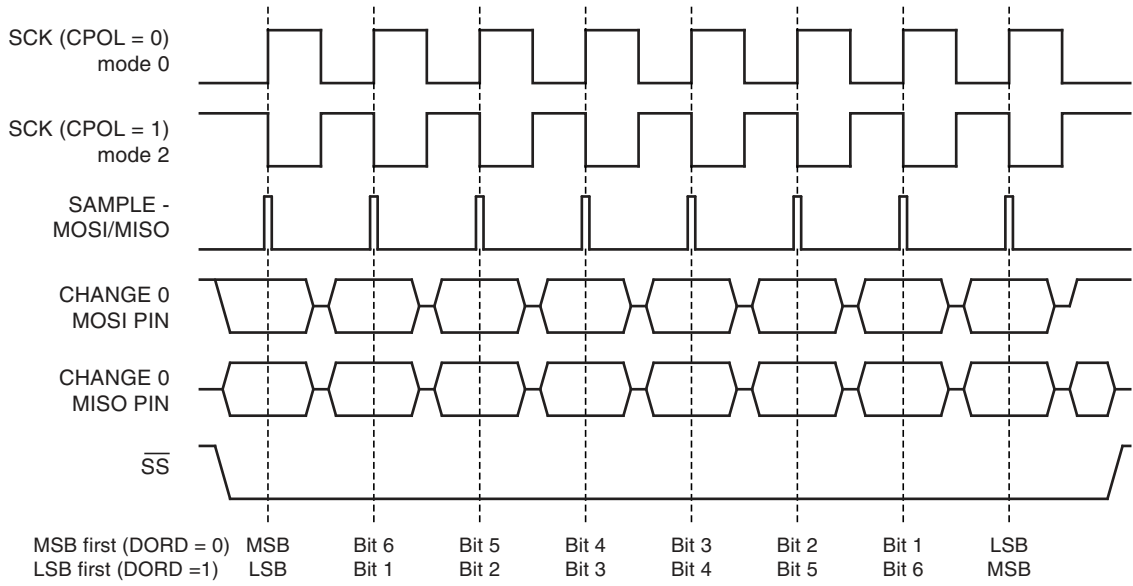 SCK (CPOL = 0)
mode 0
SCK (CPOL = 1)
mode 2
SAMPLE -
MOSI/MISO
CHANGE 0
MOSI PIN
CHANGE 0
MISO PIN
SS
MSB first (DORD = 0) MSB Bit 6 Bit 5 Bit 4 Bit 3 Bit 2 Bit 1 LSB
LSB first (DORD =1) LSB Bit 1 Bit 2 Bit 3 Bit 4 Bit 5 Bit 6 MSB